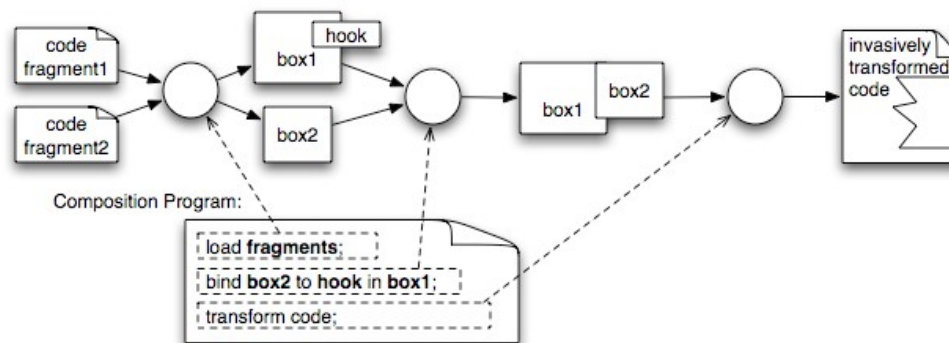 code
fragment1
code
fragment2
hook
box1
box2
box1
box2
invasively
transformed
code
Composition Program:
load fragments;
bind box2 to hook in box1;
transform code;